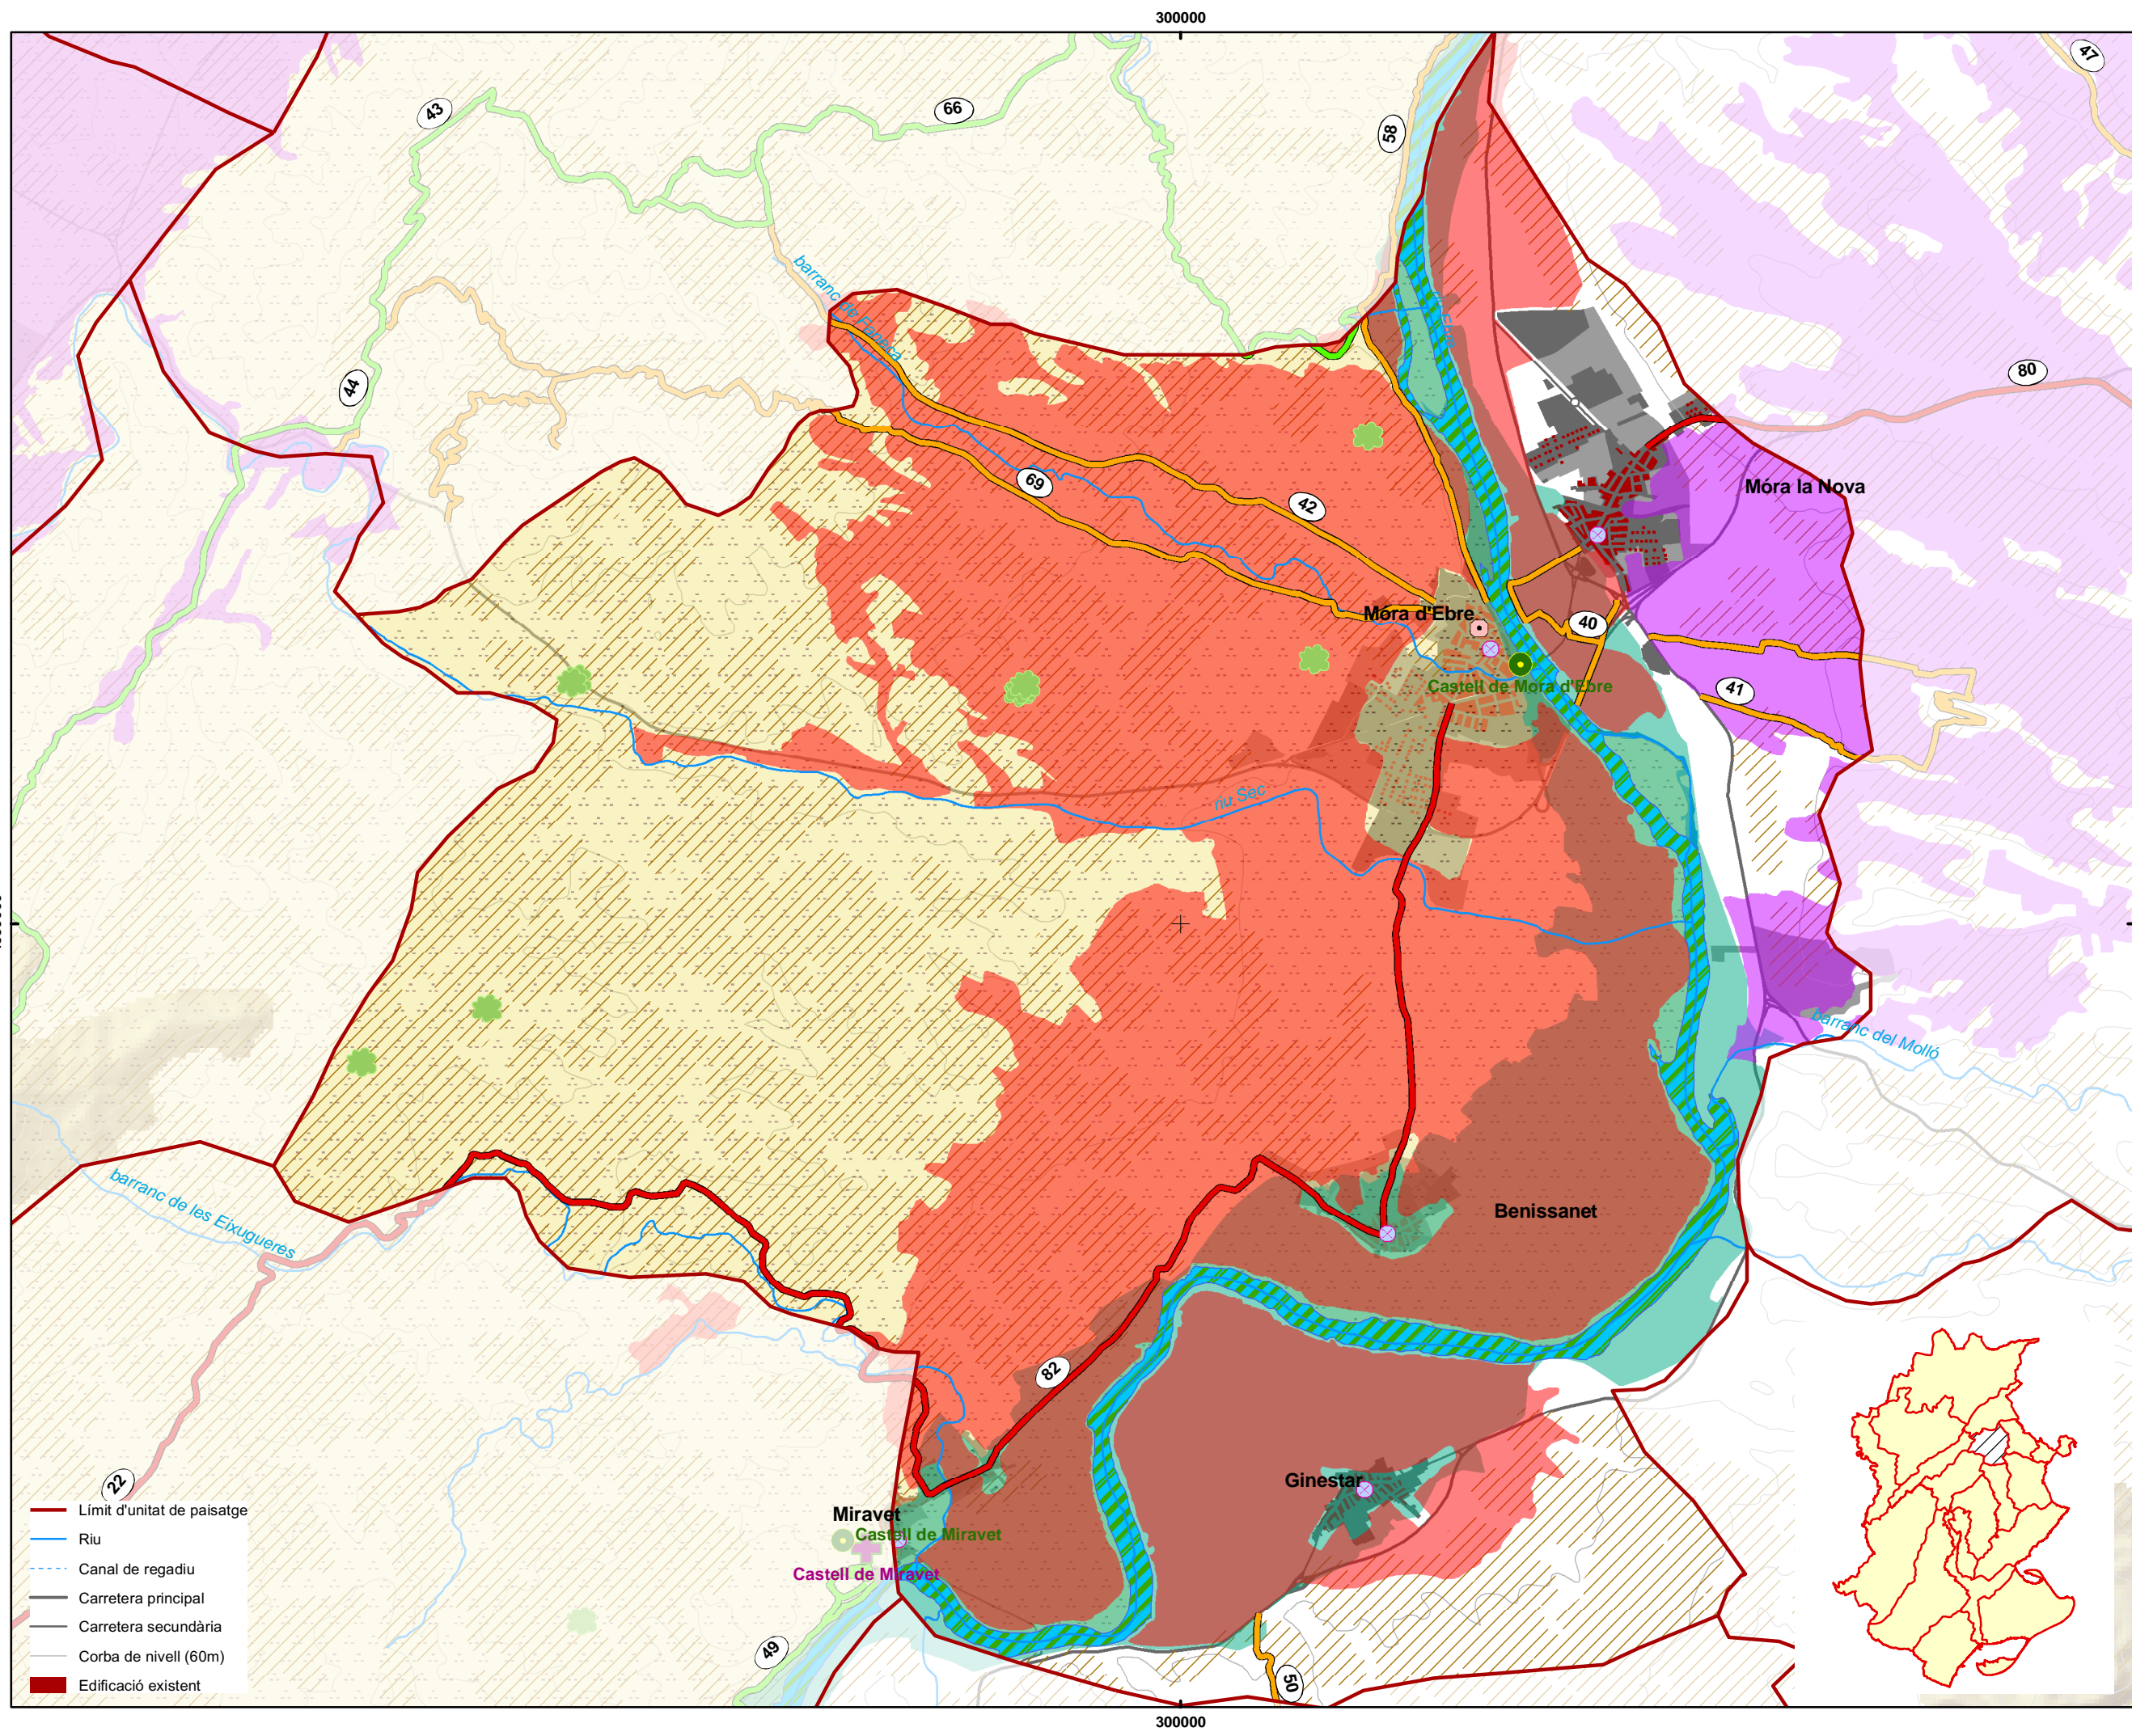 300000
47
43
66
58
barranc de Faneca
44
80
69
42
Móra la Nova
Móra d'Ebre
40
Castell de Mora d'Ebre
41
riu Sec
barranc del Molló
barranc de les Eixugueres
Benissanet
82
22
Ginestar
Miravet
Castell de Miravet
Castell de Miravet
49
50
Límit d'unitat de paisatge
Riu
Canal de regadiu
Carretera principal
Carretera secundària
Corba de nivell (60m)
Edificació existent
300000